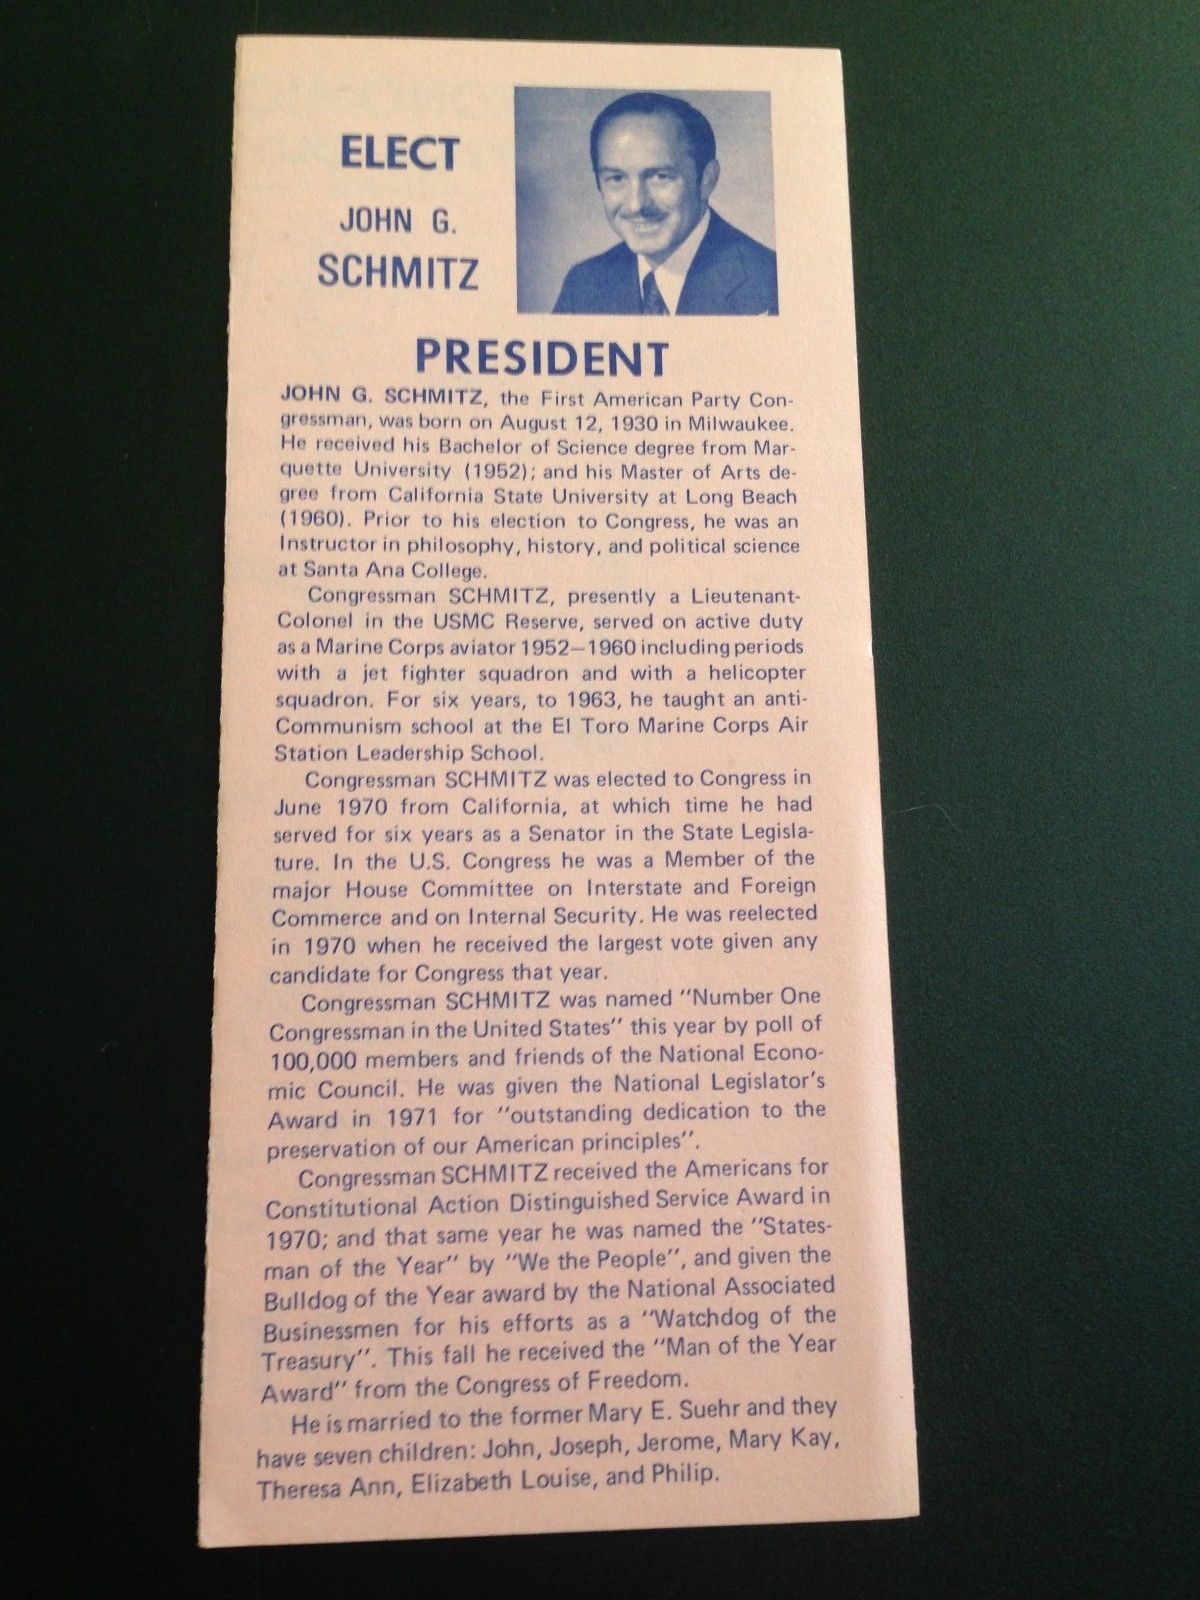 ELECT
JOHN G.
SCHMITZ
PRESIDENT
JOHN G. SCHMITZ, the First American Party Con-
gressman, was born on August 12, 1930 in Milwaukee.
He received his Bachelor of Science degree from Mar-
quette University (1952); and his Master of Arts de-
gree from California State University at Long Beach
(1960). Prior to his election to Congress, he was an
Instructor in philosophy, history, and political science
at Santa Ana College.
Congressman SCHMITZ, presently a Lieutenant-
Colonel in the USMC Reserve, served on active duty
as a Marine Corps aviator 1952—1960 including periods
with a jet fighter squadron and with a helicopter
squadron. For six years, to 1963, he taught an anti-
Communism school at the El Toro Marine Corps Air
Station Leadership School.
Congressman SCHMITZ was elected to Congress in
June 1970 from California, at which time he had
served for six years as a Senator in the State Legisla-
ture. In the U.S. Congress he was a Member of the
major House Committee on Interstate and Foreign
Commerce and on Internal Security. He was reelected
in 1970 when he received the largest vote given any
candidate for Congress that year.
Congressman SCHMITZ was named "Number One
Congressman in the United States" this year by poll of
100,000 members and friends of the National Econo-
mic Council. He was given the National Legislator's
Award in 1971 for "outstanding dedication to the
preservation of our American principles".
Congressman SCHMITZ received the Americans for
Constitutional Action Distinguished Service Award in
1970; and that same year he was named the "States-
man of the Year" by "We the People", and given the
Bulldog of the Year award by the National Associated
Businessmen for his efforts as a "Watchdog of the
Treasury". This fall he received the "Man of the Year
Award" from the Congress of Freedom.
He is married to the former Mary E. Suehr and they
have seven children: John, Joseph, Jerome, Mary Kay,
Theresa Ann, Elizabeth Louise, and Philip.